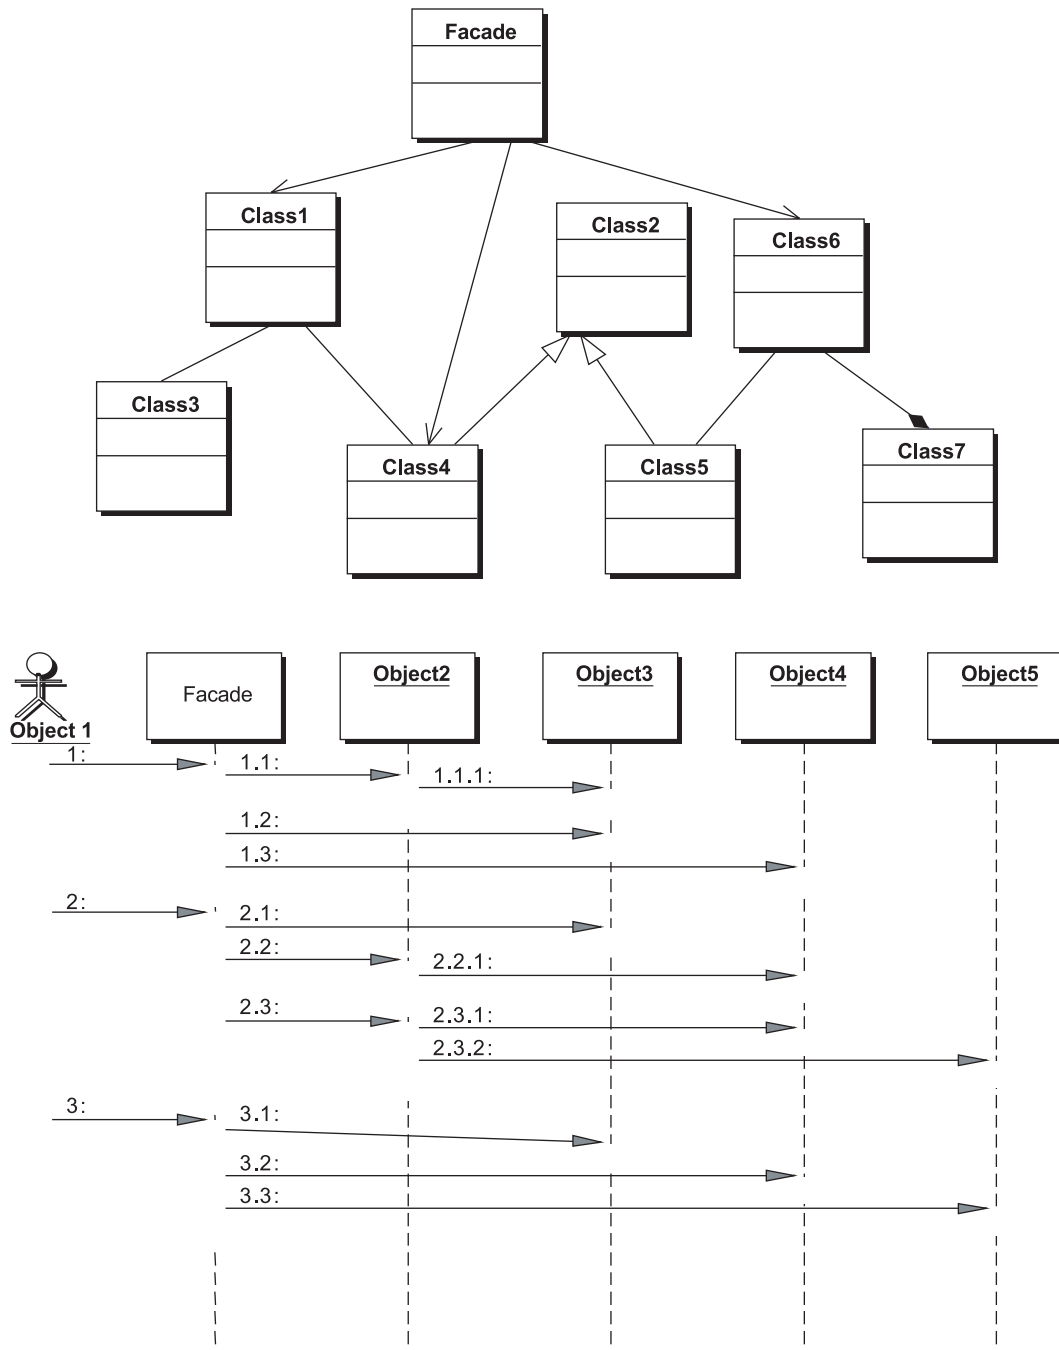 Facade
Class1
Class2
Class6
Class3
Class4
Class5
Class7
Object 1
Facade
Object2
Object3
Object4
Object5
1:
1.1:
1.1.1:
1.2:
1.3:
2:
2.1:
2.2:
2.2.1:
2.3:
2.3.1:
2.3.2:
3:
3.1:
3.2:
3.3: